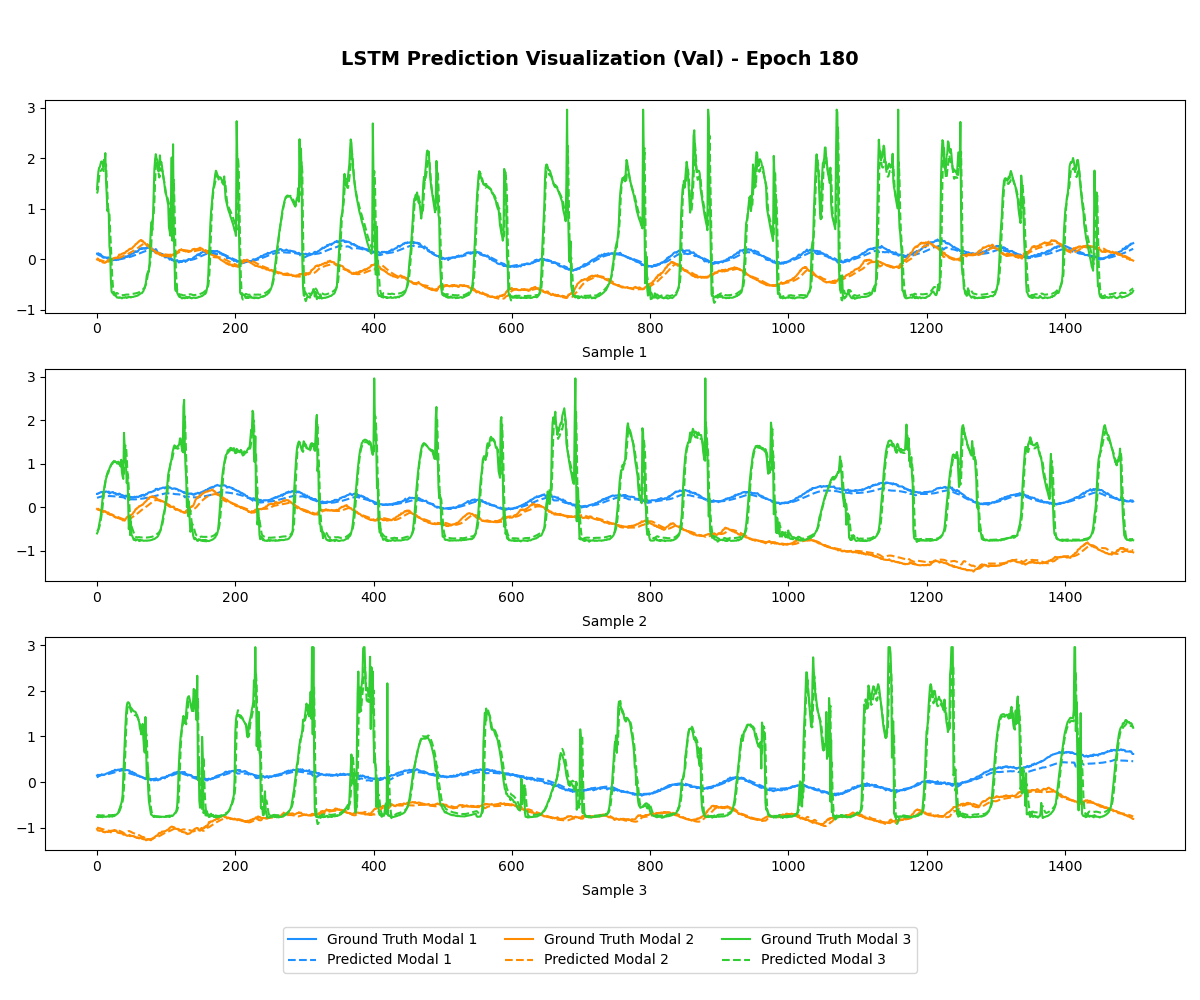 LSTM Prediction Visualization (Val) - Epoch 180
3
2
1
0
−1
0 200 400 600 800 1000 1200 1400
Sample 1
3
2
1
0
−1
0 200 400 600 800 1000 1200 1400
Sample 2
3
2
1
0
−1
0 200 400 600 800 1000 1200 1400
Sample 3
Ground Truth Modal 1 Ground Truth Modal 2 Ground Truth Modal 3
Predicted Modal 1 Predicted Modal 2 Predicted Modal 3